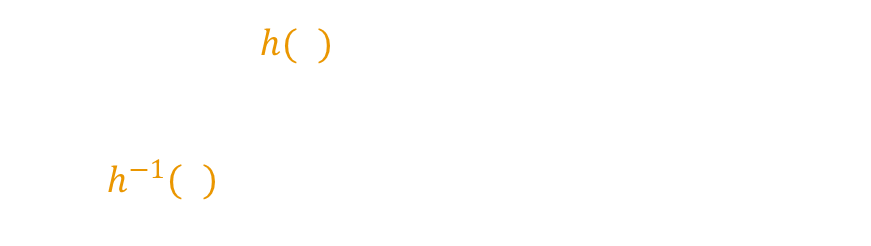 h( )
h⁻¹( )